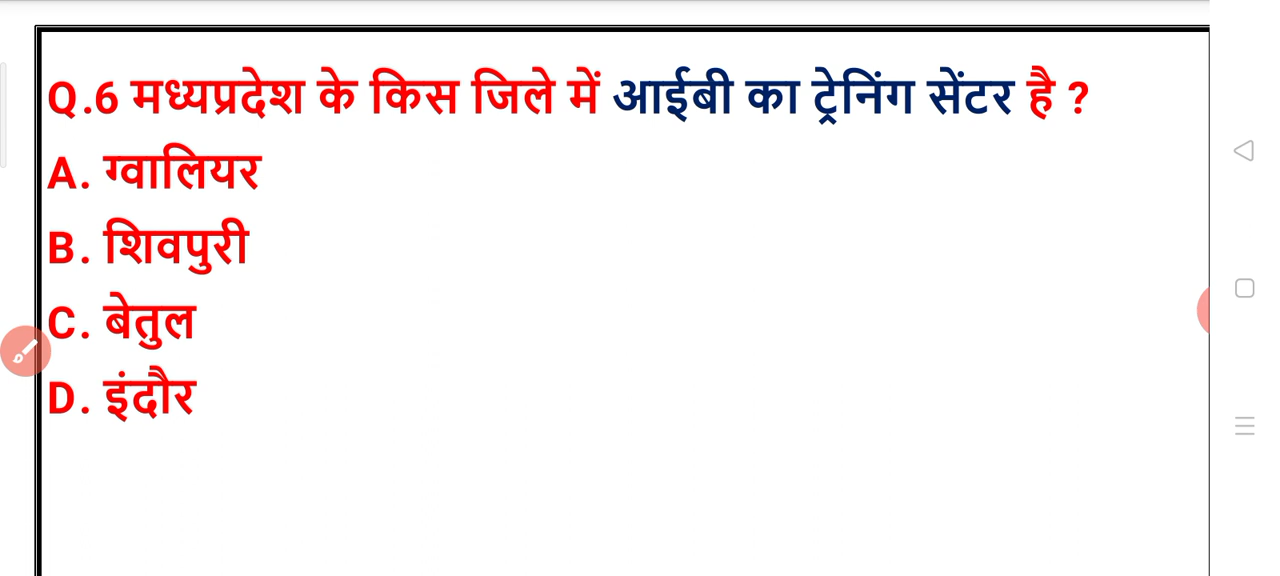 Q.6 मध्यप्रदेश के किस जिले में आईबी का ट्रेनिंग सेंटर है ?
A. ग्वालियर
B. शिवपुरी
C. बेतुल
D. इंदौर